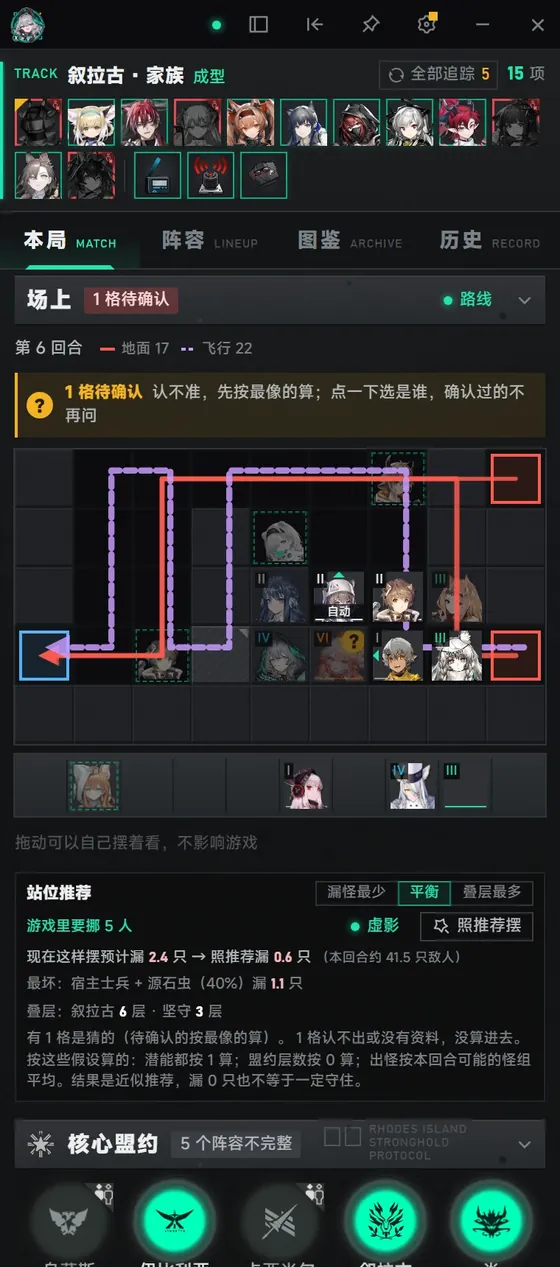 TRACK 叙拉古·家族 成型 全部追踪 5 15 项
本局 MATCH 阵容 LINEUP 图鉴 ARCHIVE 历史 RECORD
场上 1 格待确认 路线
第 6 回合 地面 17 飞行 22
? 1 格待确认 认不准，先按最像的算；点一下选是谁，确认过的不
再问
II II II III
自动
IV VI ? I III
I IV III
拖动可以自己摆着看，不影响游戏
站位推荐 漏怪最少 平衡 叠层最多
游戏里要挪 5 人 虚影 照推荐摆
现在这样摆预计漏 2.4 只 → 照推荐漏 0.6 只 （本回合约 41.5 只敌人）
最坏：宿主士兵 + 源石虫（40%）漏 1.1 只
叠层：叙拉古 6 层 · 坚守 3 层
有 1 格是猜的（待确认的按最像的算）。1 格认不出或没有资料，没算进去。
按这些假设算的：潜能都按 1 算；盟约层数按 0 算；出怪按本回合可能的怪组
平均。结果是近似推荐，漏 0 只也不等于一定守住。
核心盟约 5 个阵容不完整
RHODES ISLAND
STRONGHOLD
PROTOCOL